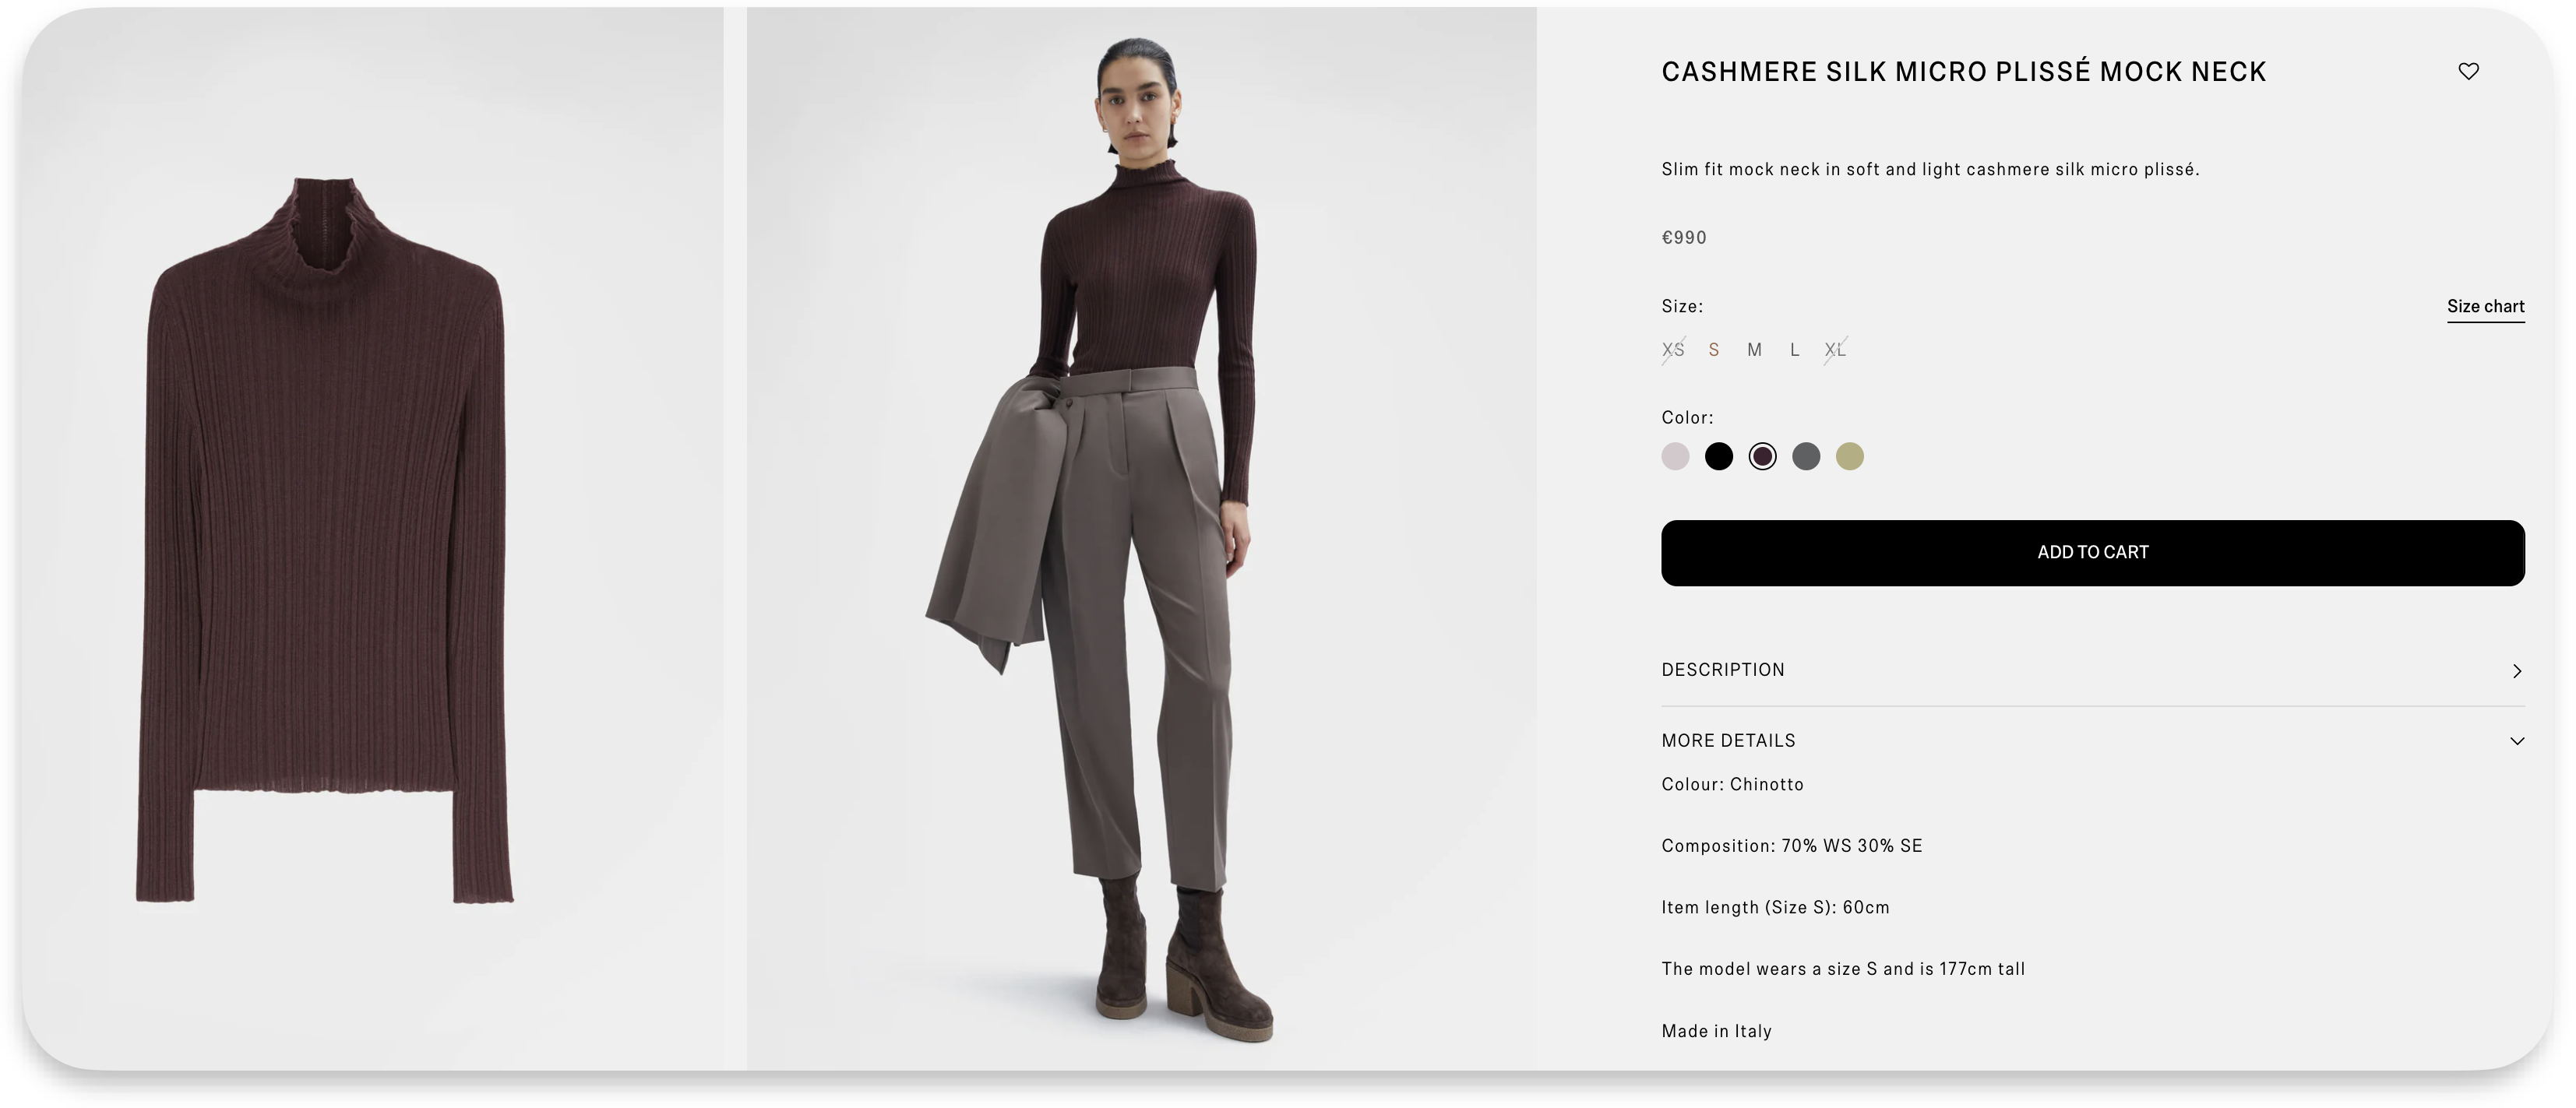 CASHMERE SILK MICRO PLISSÉ MOCK NECK
Slim fit mock neck in soft and light cashmere silk micro plissé.
€990
Size: Size chart
XS S M L XL
Color:
ADD TO CART
DESCRIPTION
MORE DETAILS
Colour: Chinotto
Composition: 70% WS 30% SE
Item length (Size S): 60cm
The model wears a size S and is 177cm tall
Made in Italy